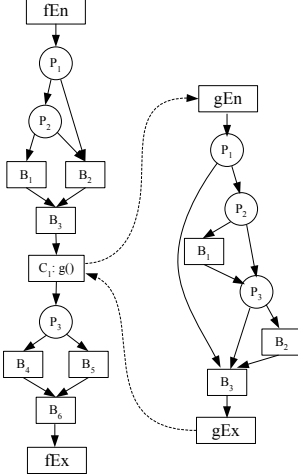 fEn
P₁
P₂
B₁
B₂
B₃
C₁: g()
P₃
B₄
B₅
B₆
fEx
gEn
P₁
P₂
B₁
P₃
B₂
B₃
gEx